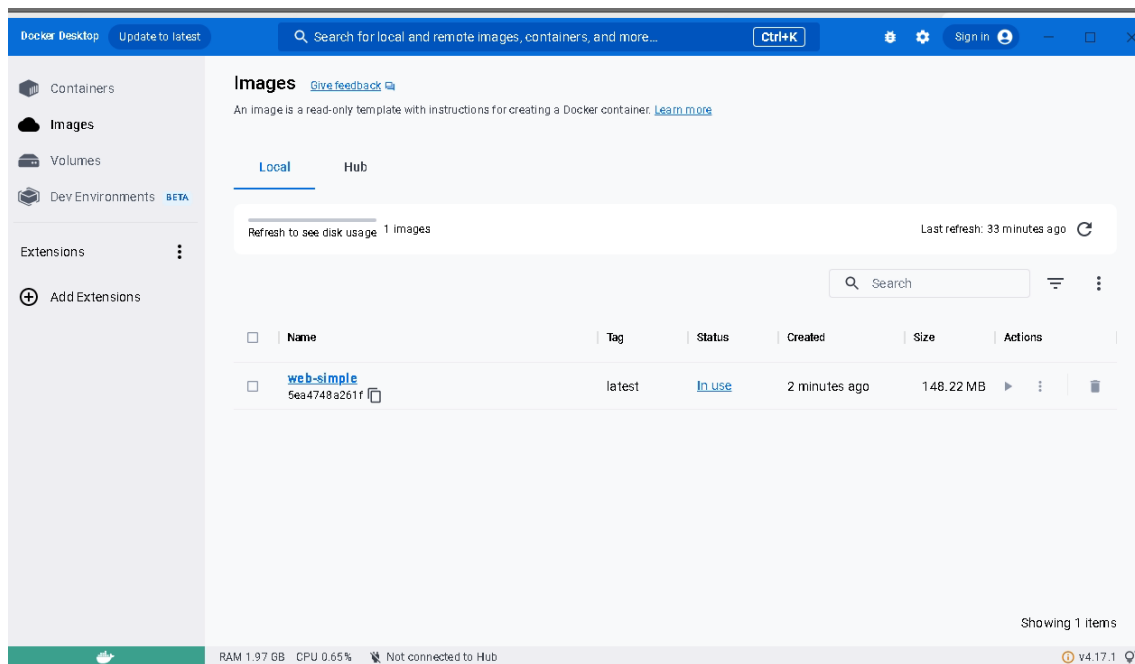 Docker Desktop Update to latest Search for local and remote images, containers, and more... Ctrl+K Sign in
Containers
Images
Volumes
Dev Environments BETA
Extensions
Add Extensions
Images Give feedback
An image is a read-only template with instructions for creating a Docker container. Learn more
Local Hub
Refresh to see disk usage 1 images Last refresh: 33 minutes ago
Search
Name Tag Status Created Size Actions
web-simple latest In use 2 minutes ago 148.22 MB
5ea4748a261f
Showing 1 items
RAM 1.97 GB CPU 0.65% Not connected to Hub v4.17.1